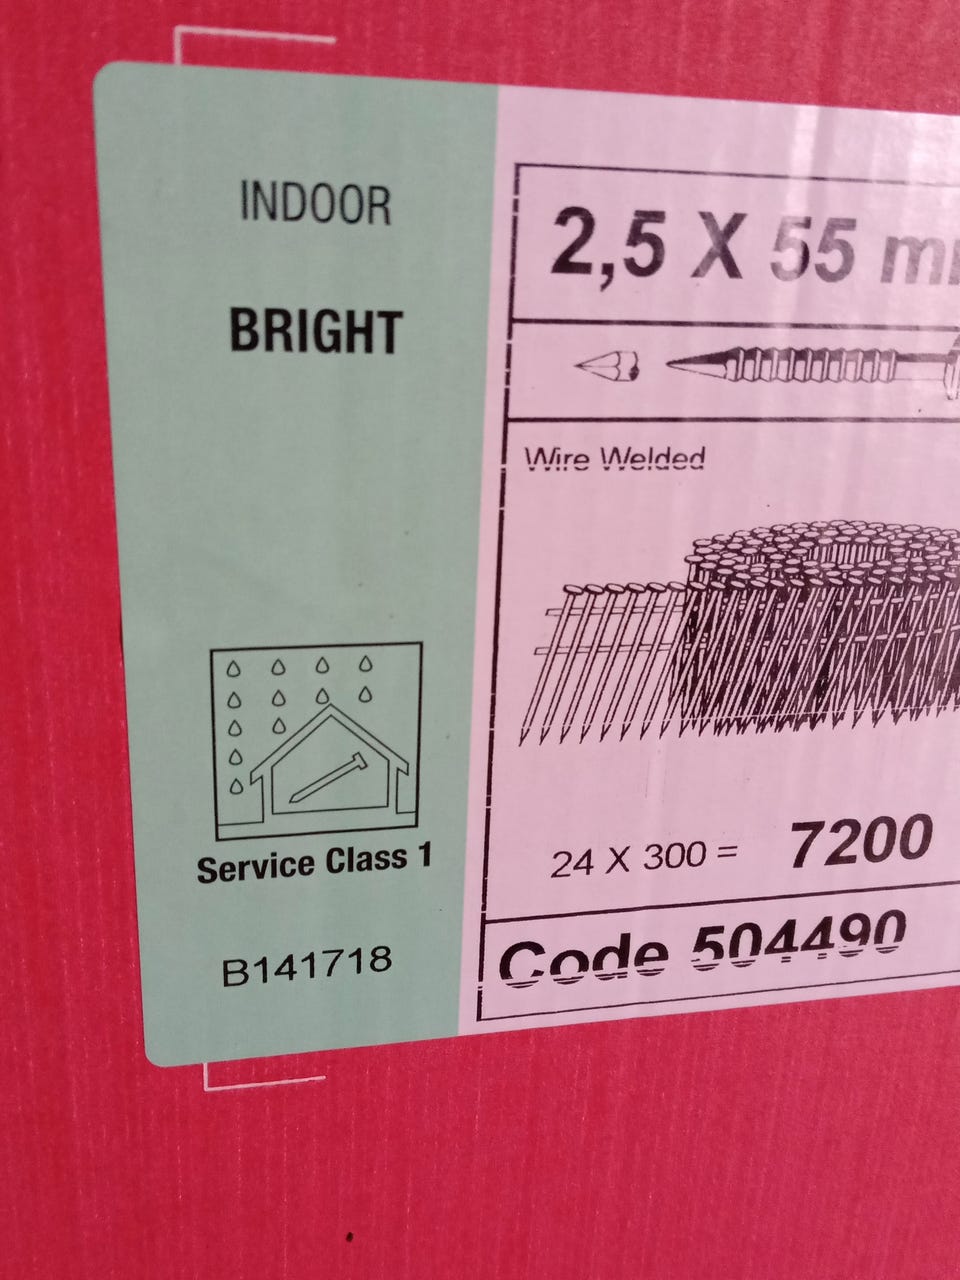 INDOOR
BRIGHT
Service Class 1
B141718
2,5 X 55
Wire Welded
24 X 300 = 7200
Code 504490